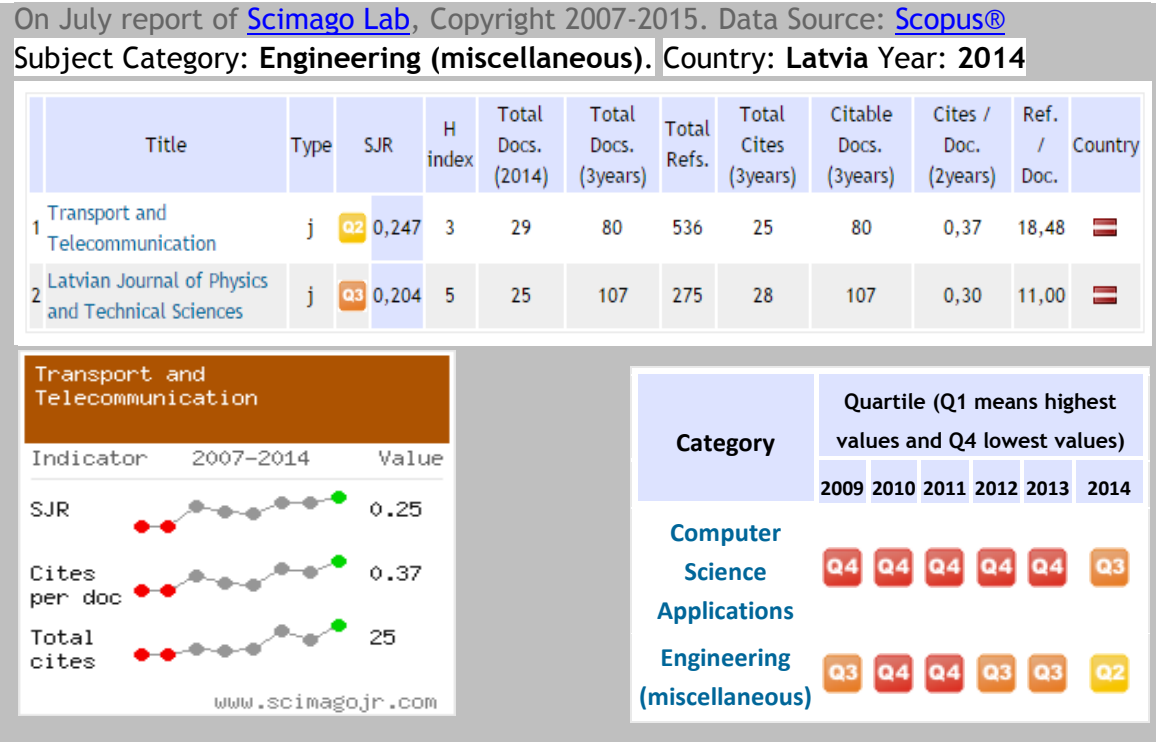 On July report of Scimago Lab, Copyright 2007-2015. Data Source: Scopus®
Subject Category: Engineering (miscellaneous). Country: Latvia Year: 2014
Title Type SJR H index Total Docs. (2014) Total Docs. (3years) Total Refs. Total Cites (3years) Citable Docs. (3years) Cites / Doc. (2years) Ref. / Doc. Country
1 Transport and Telecommunication j Q2 0,247 3 29 80 536 25 80 0,37 18,48
2 Latvian Journal of Physics and Technical Sciences j Q3 0,204 5 25 107 275 28 107 0,30 11,00
Transport and
Telecommunication
Indicator 2007-2014 Value
SJR 0.25
Cites per doc 0.37
Total cites 25
www.scimagojr.com
Category
Quartile (Q1 means highest
values and Q4 lowest values)
2009 2010 2011 2012 2013 2014
Computer Science Applications Q4 Q4 Q4 Q4 Q4 Q3
Engineering (miscellaneous) Q3 Q4 Q4 Q3 Q3 Q2